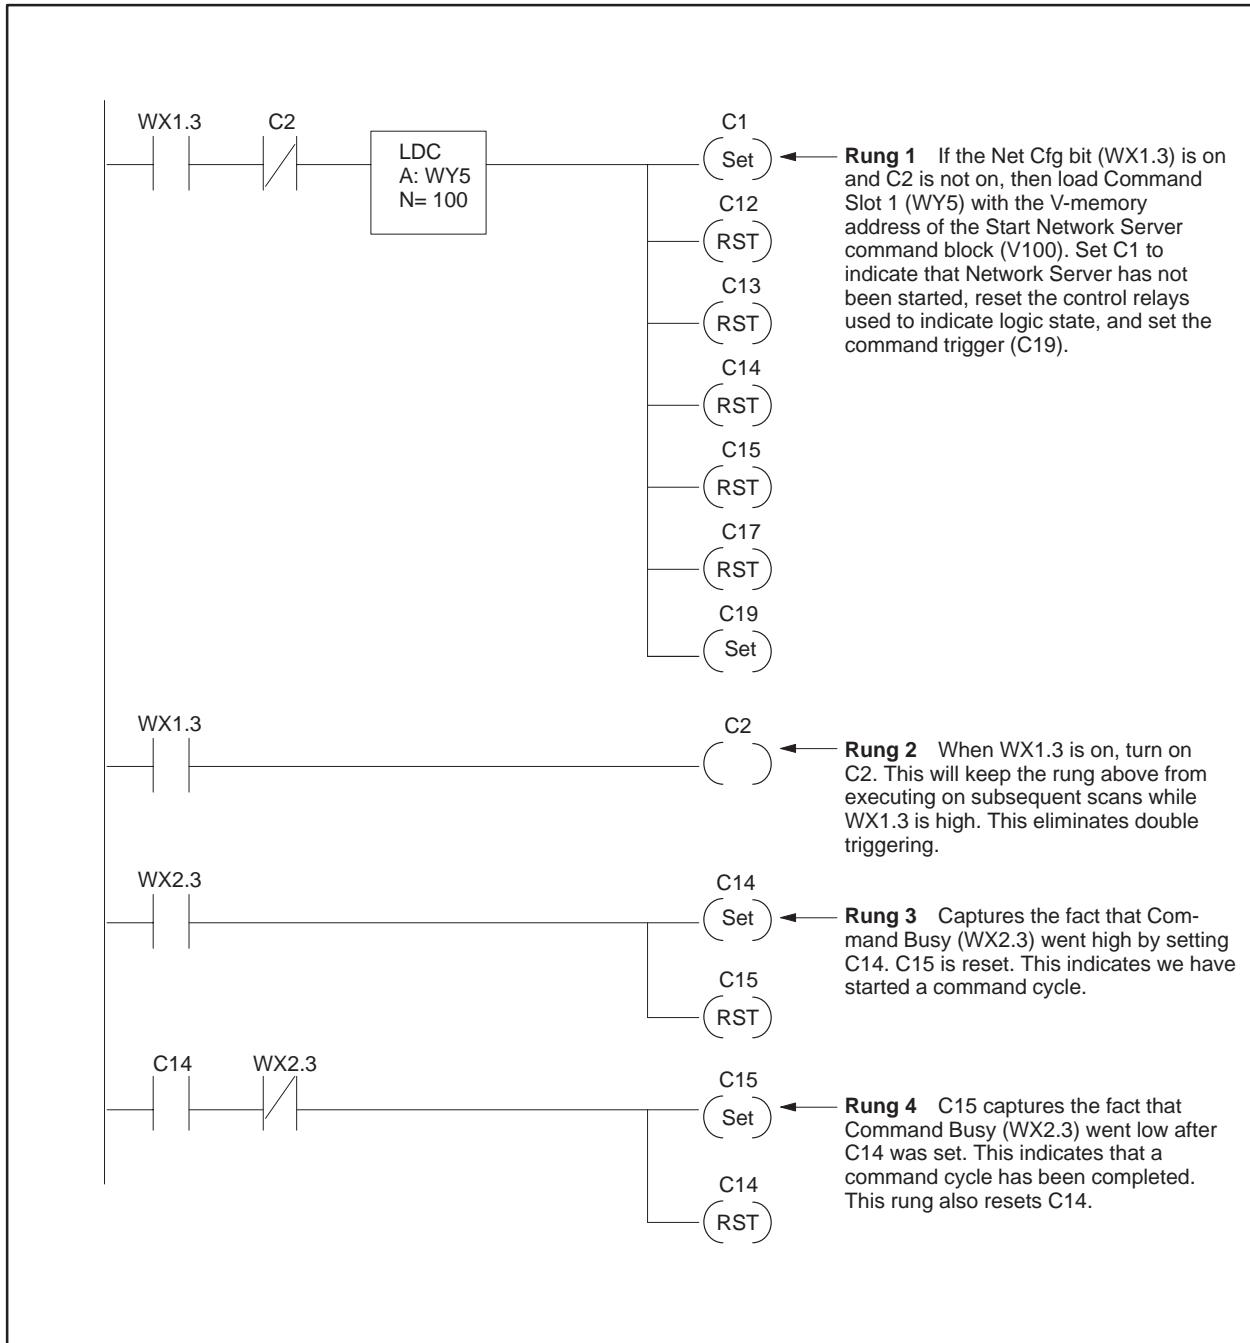 WX1.3
C2
LDC
A: WY5
N= 100
C1
Set
C12
RST
C13
RST
C14
RST
C15
RST
C17
RST
C19
Set
Rung 1 If the Net Cfg bit (WX1.3) is on
and C2 is not on, then load Command
Slot 1 (WY5) with the V-memory
address of the Start Network Server
command block (V100). Set C1 to
indicate that Network Server has not
been started, reset the control relays
used to indicate logic state, and set the
command trigger (C19).
WX1.3
C2
Rung 2 When WX1.3 is on, turn on
C2. This will keep the rung above from
executing on subsequent scans while
WX1.3 is high. This eliminates double
triggering.
WX2.3
C14
Set
C15
RST
Rung 3 Captures the fact that Com-
mand Busy (WX2.3) went high by setting
C14. C15 is reset. This indicates we have
started a command cycle.
C14
WX2.3
C15
Set
C14
RST
Rung 4 C15 captures the fact that
Command Busy (WX2.3) went low after
C14 was set. This indicates that a
command cycle has been completed.
This rung also resets C14.